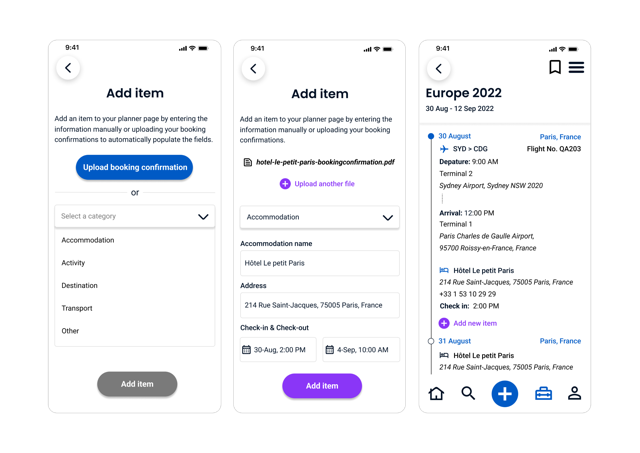 9:41
Add item
Add an item to your planner page by entering the
information manually or uploading your booking
confirmations to automatically populate the fields.
Upload booking confirmation
or
Select a category
Accommodation
Activity
Destination
Transport
Other
Add item
9:41
Add item
Add an item to your planner page by entering the
information manually or uploading your booking
confirmations.
hotel-le-petit-paris-bookingconfirmation.pdf
Upload another file
Accommodation
Accommodation name
Hôtel Le petit Paris
Address
214 Rue Saint-Jacques, 75005 Paris, France
Check-in & Check-out
30-Aug, 2:00 PM
4-Sep, 10:00 AM
Add item
9:41
Europe 2022
30 Aug - 12 Sep 2022
30 August
Paris, France
SYD > CDG
Flight No. QA203
Depature: 9:00 AM
Terminal 2
Sydney Airport, Sydney NSW 2020
Arrival: 12:00 PM
Terminal 1
Paris Charles de Gaulle Airport,
95700 Roissy-en-France, France
Hôtel Le petit Paris
214 Rue Saint-Jacques, 75005 Paris, France
+33 1 53 10 29 29
Check in: 2:00 PM
Add new item
31 August
Paris, France
Hôtel Le petit Paris
214 Rue Saint-Jacques, 75005 Paris, France